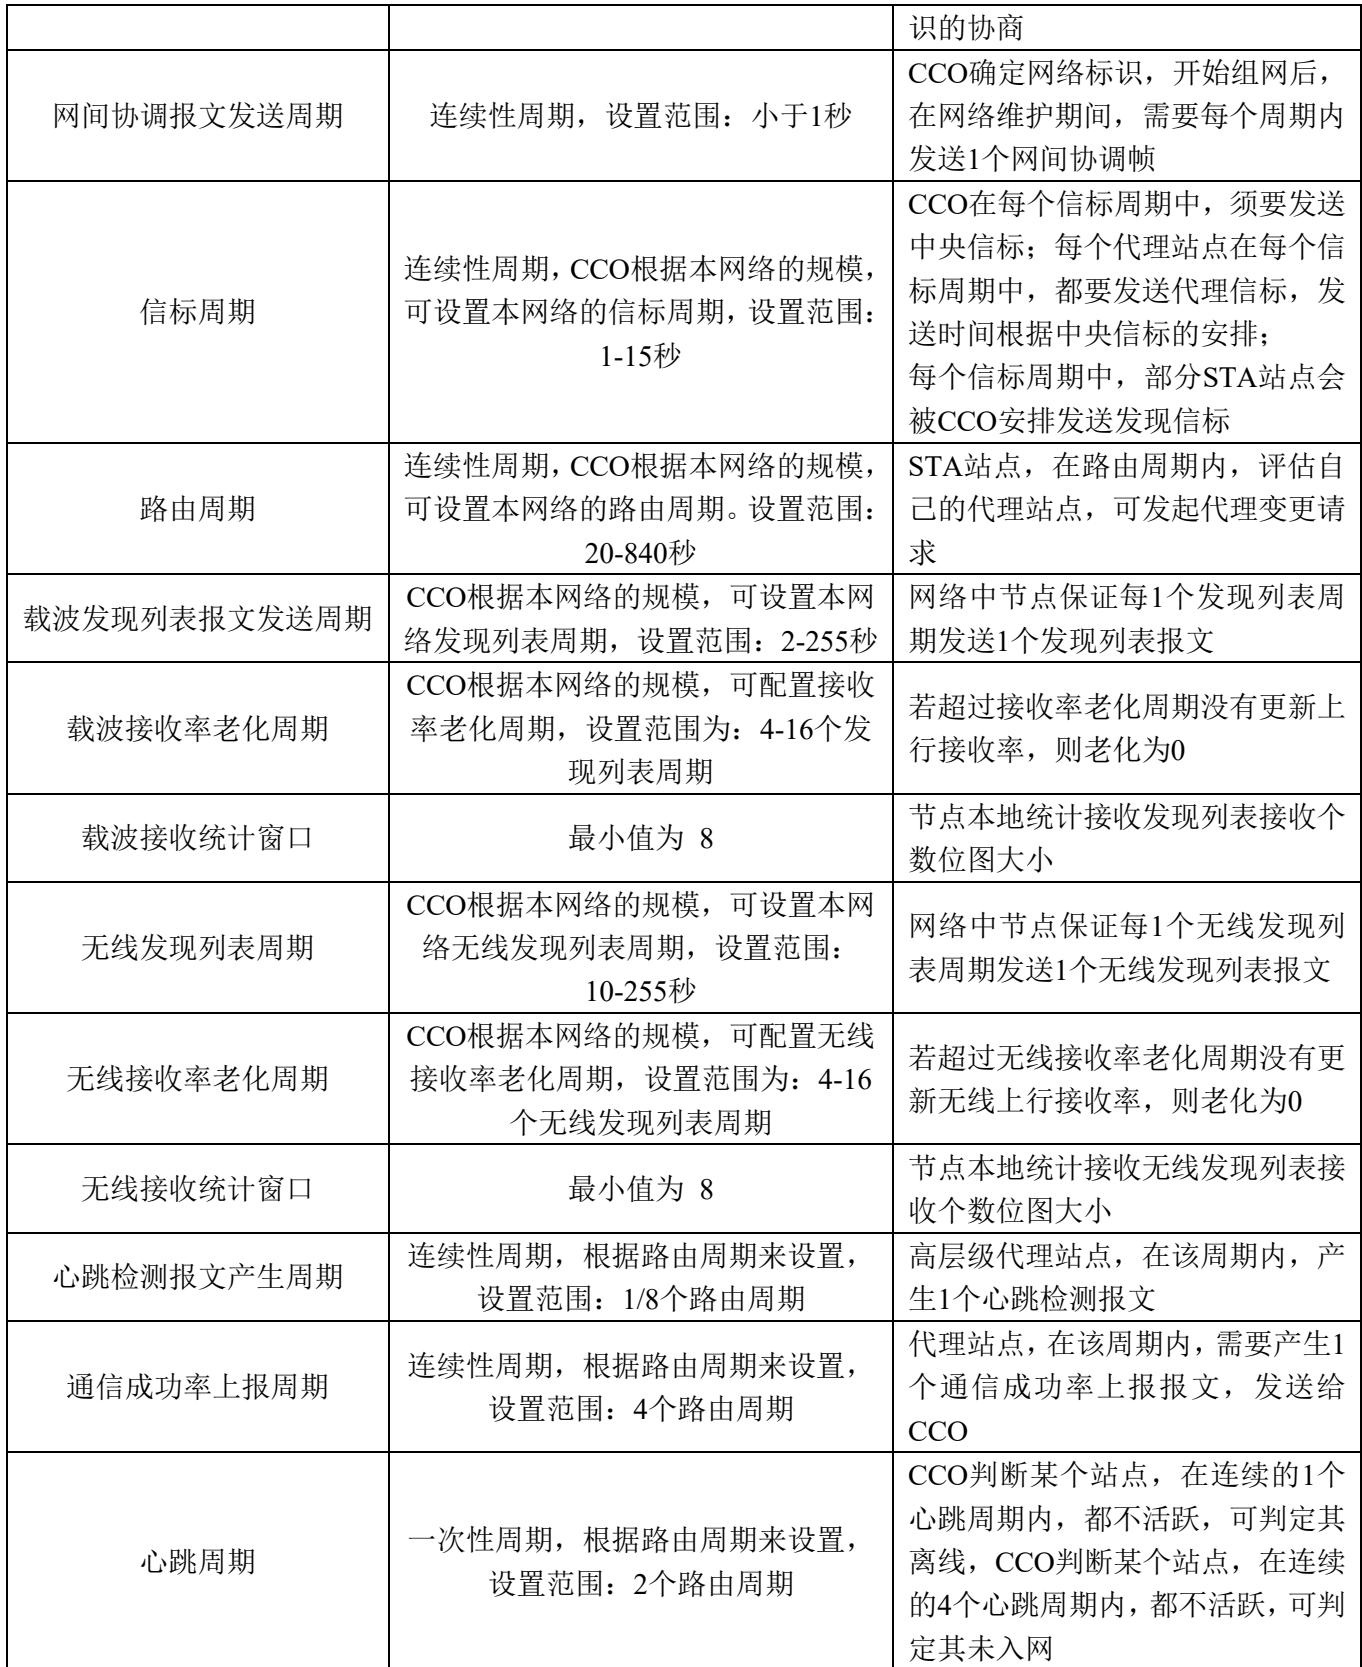 识的协商
网间协调报文发送周期
连续性周期，设置范围：小于1秒
CCO确定网络标识，开始组网后，
在网络维护期间，需要每个周期内
发送1个网间协调帧
信标周期
连续性周期，CCO根据本网络的规模，
可设置本网络的信标周期，设置范围：
1-15秒
CCO在每个信标周期中，须要发送
中央信标；每个代理站点在每个信
标周期中，都要发送代理信标，发
送时间根据中央信标的安排；
每个信标周期中，部分STA站点会
被CCO安排发送发现信标
路由周期
连续性周期，CCO根据本网络的规模，
可设置本网络的路由周期。设置范围：
20-840秒
STA站点，在路由周期内，评估自
己的代理站点，可发起代理变更请
求
载波发现列表报文发送周期
CCO根据本网络的规模，可设置本网
络发现列表周期，设置范围：2-255秒
网络中节点保证每1个发现列表周
期发送1个发现列表报文
载波接收率老化周期
CCO根据本网络的规模，可配置接收
率老化周期，设置范围为：4-16个发
现列表周期
若超过接收率老化周期没有更新上
行接收率，则老化为0
载波接收统计窗口
最小值为 8
节点本地统计接收发现列表接收个
数位图大小
无线发现列表周期
CCO根据本网络的规模，可设置本网
络无线发现列表周期，设置范围：
10-255秒
网络中节点保证每1个无线发现列
表周期发送1个无线发现列表报文
无线接收率老化周期
CCO根据本网络的规模，可配置无线
接收率老化周期，设置范围为：4-16
个无线发现列表周期
若超过无线接收率老化周期没有更
新无线上行接收率，则老化为0
无线接收统计窗口
最小值为 8
节点本地统计接收无线发现列表接
收个数位图大小
心跳检测报文产生周期
连续性周期，根据路由周期来设置，
设置范围：1/8个路由周期
高层级代理站点，在该周期内，产
生1个心跳检测报文
通信成功率上报周期
连续性周期，根据路由周期来设置，
设置范围：4个路由周期
代理站点，在该周期内，需要产生1
个通信成功率上报报文，发送给
CCO
心跳周期
一次性周期，根据路由周期来设置，
设置范围：2个路由周期
CCO判断某个站点，在连续的1个
心跳周期内，都不活跃，可判定其
离线，CCO判断某个站点，在连续
的4个心跳周期内，都不活跃，可判
定其未入网